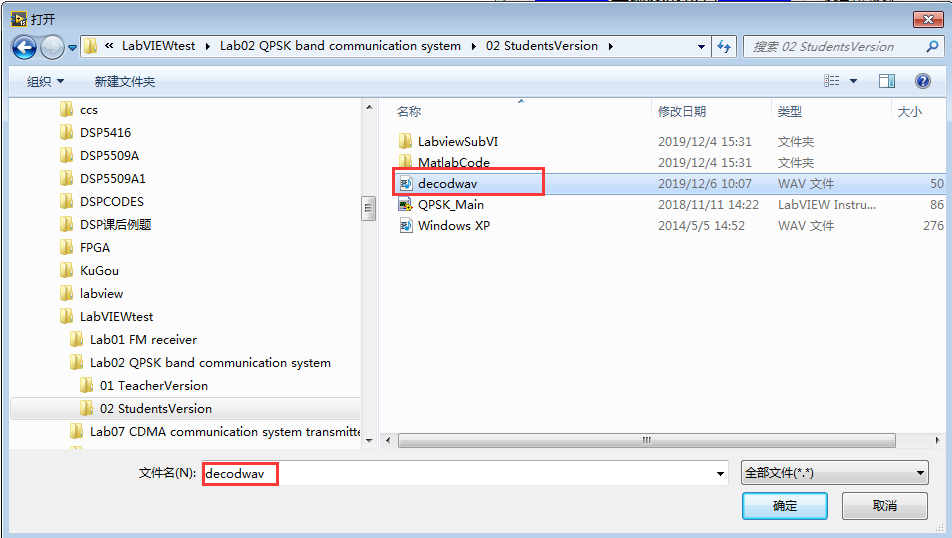 打开
« LabVIEWtest ▸ Lab02 QPSK band communication system ▸ 02 StudentsVersion ▸
搜索 02 StudentsVersion
组织 新建文件夹
ccs
DSP5416
DSP5509A
DSP5509A1
DSPCODES
DSP课后例题
FPGA
KuGou
labview
LabVIEWtest
Lab01 FM receiver
Lab02 QPSK band communication system
01 TeacherVersion
02 StudentsVersion
Lab07 CDMA communication system transmitte
名称 修改日期 类型 大小
LabviewSubVI 2019/12/4 15:31 文件夹
MatlabCode 2019/12/4 15:31 文件夹
decodwav 2019/12/6 10:07 WAV 文件 50
QPSK_Main 2018/11/11 14:22 LabVIEW Instru... 86
Windows XP 2014/5/5 14:52 WAV 文件 276
文件名(N): decodwav 全部文件(*.*)
确定 取消